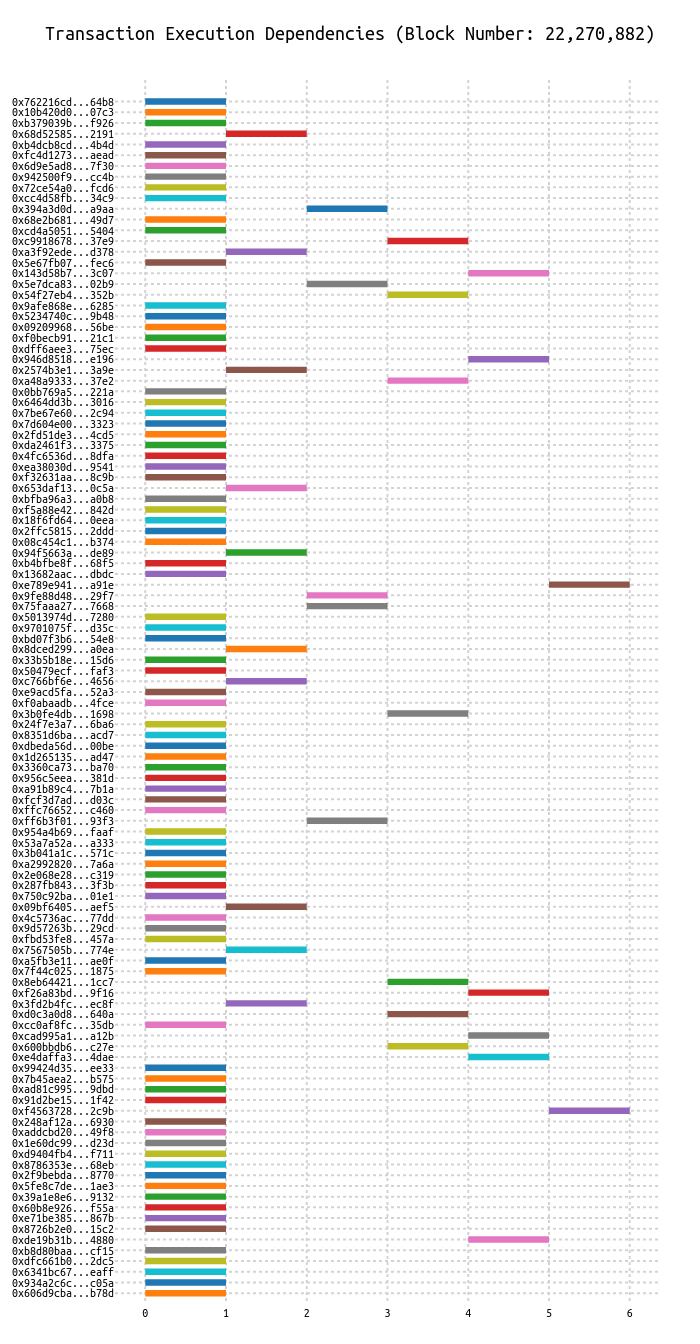 Transaction Execution Dependencies (Block Number: 22,270,882)
0x762216cd...64b8
0x10b420d0...07c3
0xb379039b...f926
0x68d52585...2191
0xb4dcb8cd...4b4d
0xfc4d1273...aead
0x6d9e5ad8...7f30
0x942500f9...cc4b
0x72ce54a0...fcd6
0xcc4d58fb...34c9
0x394a3d0d...a9aa
0x68e2b681...49d7
0xcd4a5051...5404
0xc9918678...37e9
0xa3f92ede...d378
0x5e67fb07...fec6
0x143d58b7...3c07
0x5e7dca83...02b9
0x54f27eb4...352b
0x9afe868e...6285
0x5234740c...9b48
0x09209968...56be
0xf0becb91...21c1
0xdff6aee3...75ec
0x946d8518...e196
0x2574b3e1...3a9e
0xa48a9333...37e2
0x0bb769a5...221a
0x6464dd3b...3016
0x7be67e60...2c94
0x7d604e00...3323
0x2fd51de3...4cd5
0xda2461f3...3375
0x4fc6536d...8dfa
0xea38030d...9541
0xf32631aa...8c9b
0x653daf13...0c5a
0xbfba96a3...a0b8
0xf5a88e42...842d
0x18f6fd64...0eea
0x2ffc5815...2ddd
0x08c454c1...b374
0x94f5663a...de89
0xb4bfbe8f...68f5
0x13682aac...dbdc
0xe789e941...a91e
0x9fe88d48...29f7
0x75faaa27...7668
0x5013974d...7280
0x9701075f...d35c
0xbd07f3b6...54e8
0x8dced299...a0ea
0x33b5b18e...15d6
0x50479ecf...faf3
0xc766bf6e...4656
0xe9acd5fa...52a3
0xf0abaadb...4fce
0x3b0fe4db...1698
0x24f7e3a7...6ba6
0x8351d6ba...acd7
0xdbeda56d...00be
0x1d265135...ad47
0x3360ca73...ba70
0x956c5eea...381d
0xa91b89c4...7b1a
0xfcf3d7ad...d03c
0xffc76652...c460
0xff6b3f01...93f3
0x954a4b69...faaf
0x53a7a52a...a333
0x3b041a1c...571c
0xa2992820...7a6a
0x2e068e28...c319
0x287fb843...3f3b
0x750c92ba...01e1
0x09bf6405...aef5
0x4c5736ac...77dd
0x9d57263b...29cd
0xfbd53fe8...457a
0x7567505b...774e
0xa5fb3e11...ae0f
0x7f44c025...1875
0x8eb64421...1cc7
0xf26a83bd...9f16
0x3fd2b4fc...ec8f
0xd0c3a0d8...640a
0xcc0af8fc...35db
0xcad995a1...a12b
0x600bbdb6...c27e
0xe4daffa3...4dae
0x99424d35...ee33
0x7b45aea2...b575
0xad81c995...9dbd
0x91d2be15...1f42
0xf4563728...2c9b
0x248af12a...6930
0xaddcbd20...49f8
0x1e60dc99...d23d
0xd9404fb4...f711
0x8786353e...68eb
0x2f9bebda...8770
0x5fe8c7de...1ae3
0x39a1e8e6...9132
0x60b8e926...f55a
0xe71be385...867b
0x8726b2e0...15c2
0xde19b31b...4880
0xb8d80baa...cf15
0xdfc661b0...2dc5
0x6341bc67...eaff
0x934a2c6c...c05a
0x606d9cba...b78d
0 1 2 3 4 5 6